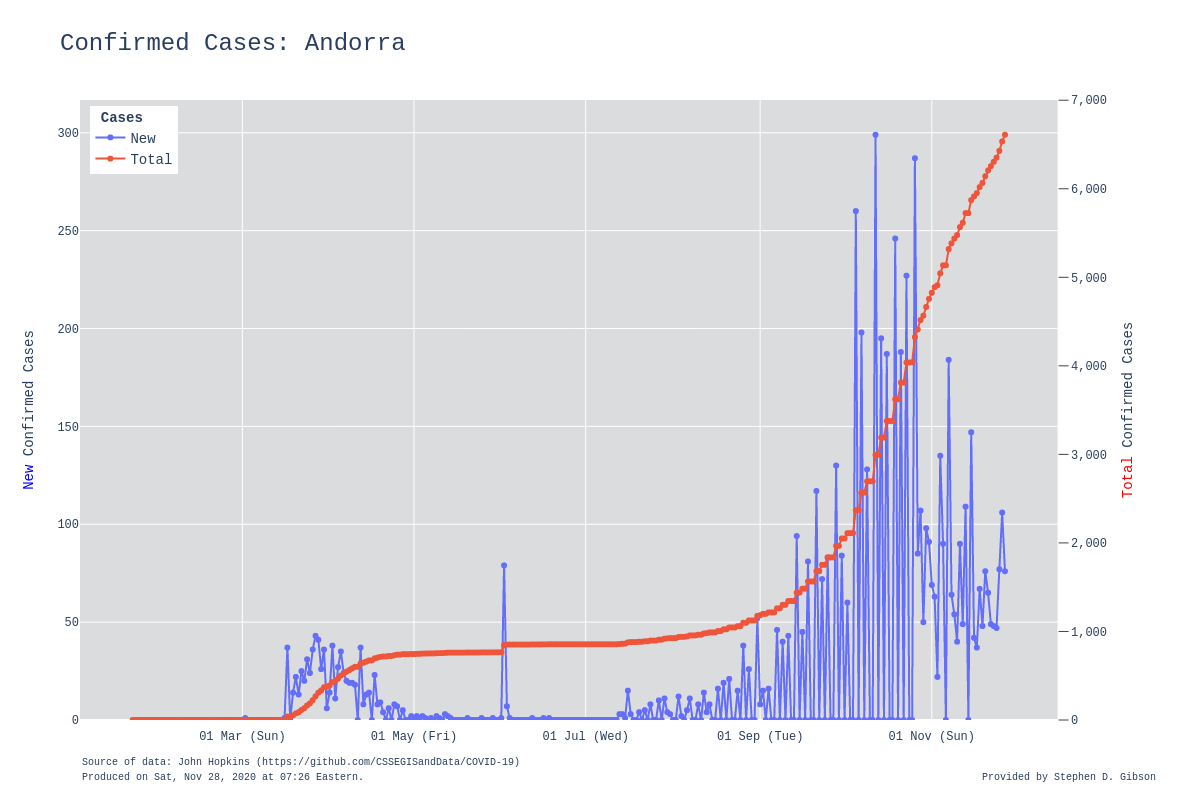 Confirmed Cases: Andorra
Cases
New
Total
300
250
200
150
100
50
0
7,000
6,000
5,000
4,000
3,000
2,000
1,000
0
New Confirmed Cases
Total Confirmed Cases
01 Mar (Sun) 01 May (Fri) 01 Jul (Wed) 01 Sep (Tue) 01 Nov (Sun)
Source of data: John Hopkins (https://github.com/CSSEGISandData/COVID-19)
Produced on Sat, Nov 28, 2020 at 07:26 Eastern.
Provided by Stephen D. Gibson